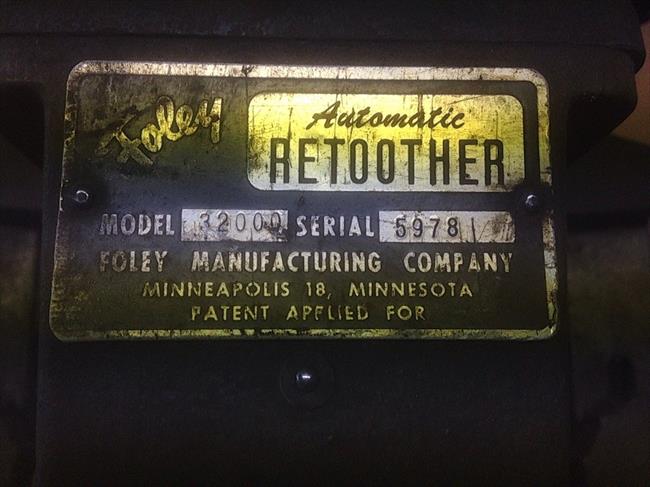 Foley
Automatic
RETOOTHER
MODEL 32000 SERIAL 5978
FOLEY MANUFACTURING COMPANY
MINNEAPOLIS 18, MINNESOTA
PATENT APPLIED FOR